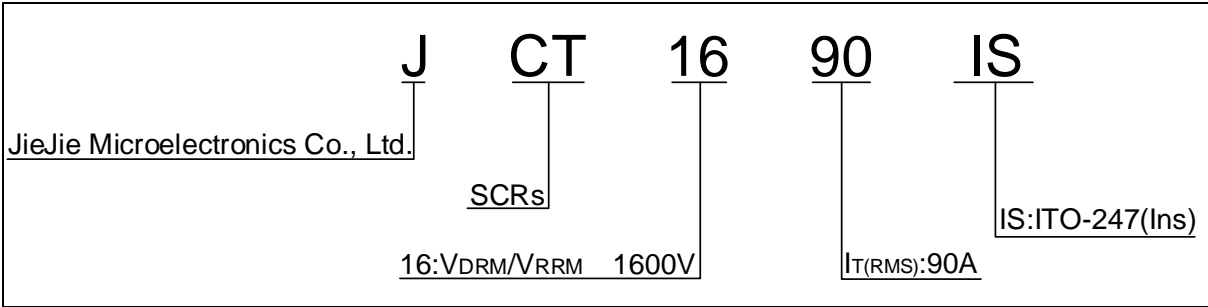 J CT 16 90 IS
JieJie Microelectronics Co., Ltd.
SCRs
IS:ITO-247(Ins)
16:VDRM/VRRM 1600V
IT(RMS):90A